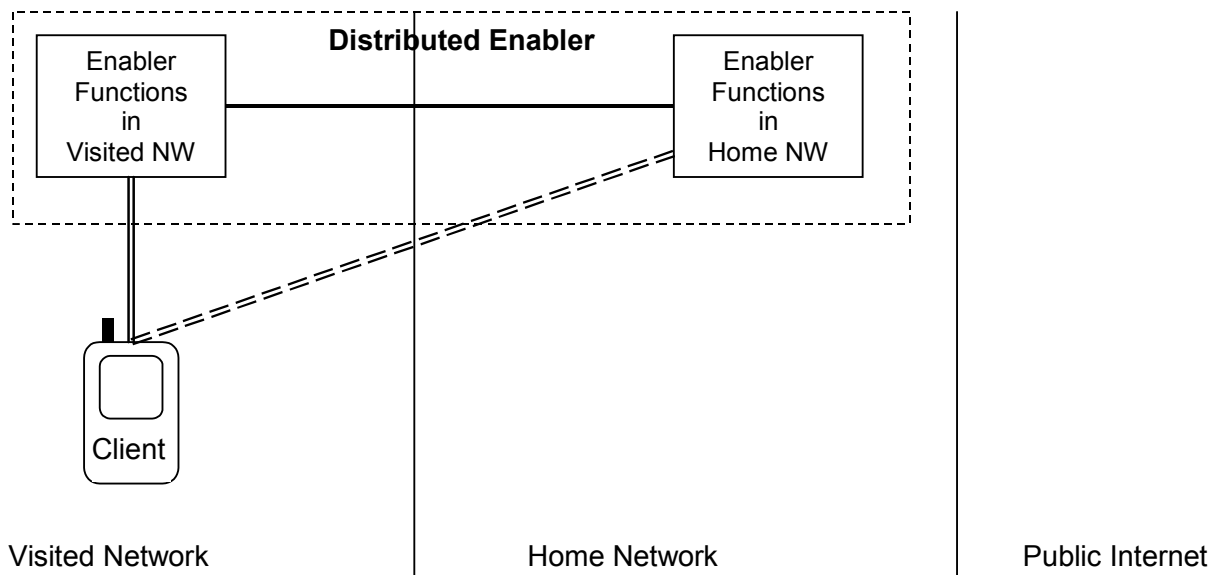 Distributed Enabler
Enabler
Functions
in
Visited NW
Enabler
Functions
in
Home NW
Client
Visited Network
Home Network
Public Internet